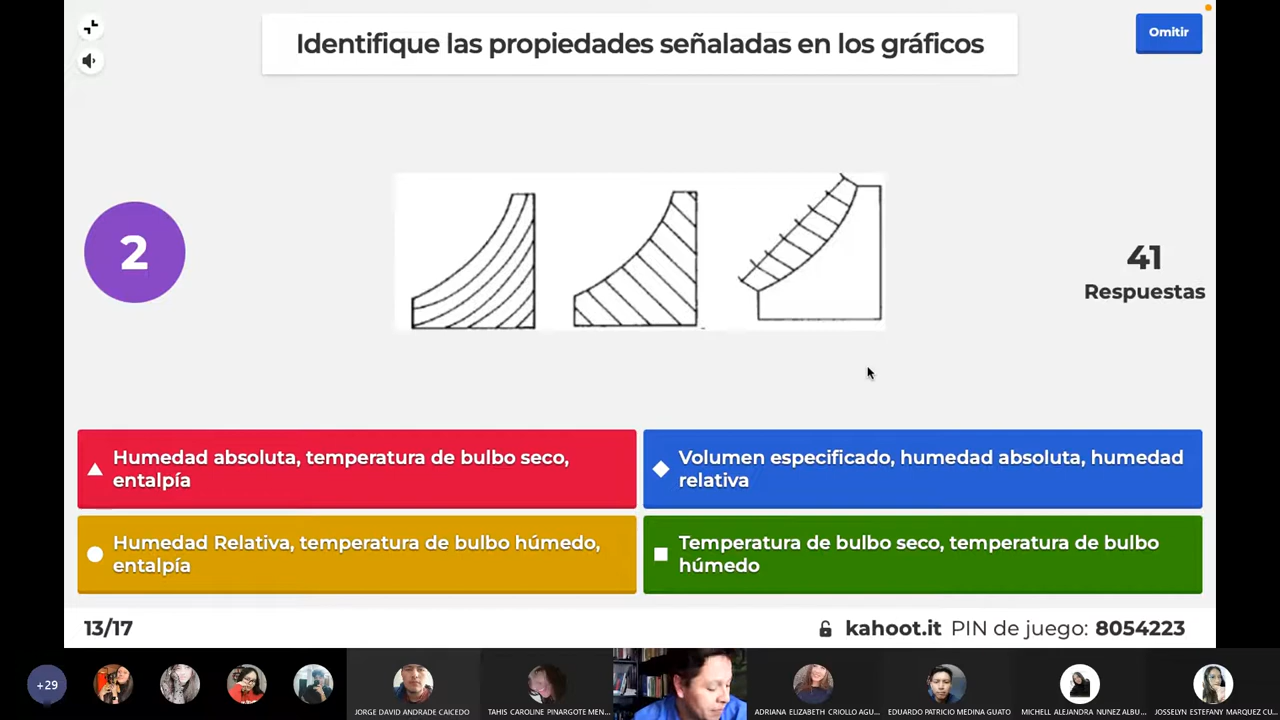 Identifique las propiedades señaladas en los gráficos
Omitir
2
41
Respuestas
Humedad absoluta, temperatura de bulbo seco,
entalpía
Volumen especificado, humedad absoluta, humedad
relativa
Humedad Relativa, temperatura de bulbo húmedo,
entalpía
Temperatura de bulbo seco, temperatura de bulbo
húmedo
13/17
kahoot.it PIN de juego: 8054223
+29
JORGE DAVID ANDRADE CAICEDO
TAHIS CAROLINE PINARGOTE MEN...
ADRIANA ELIZABETH CRIOLLO AGU...
EDUARDO PATRICIO MEDINA GUATO
MICHELL ALEJANDRA NUNEZ ALBU...
JOSSELYN ESTEFANY MARQUEZ CU...